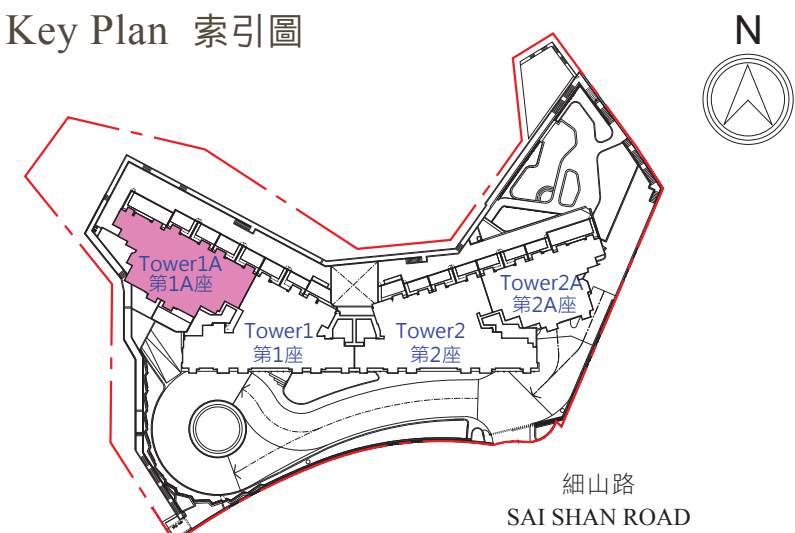 Key Plan 索引圖
N
Tower1A
第1A座
Tower2A
第2A座
Tower1
第1座
Tower2
第2座
細山路
SAI SHAN ROAD